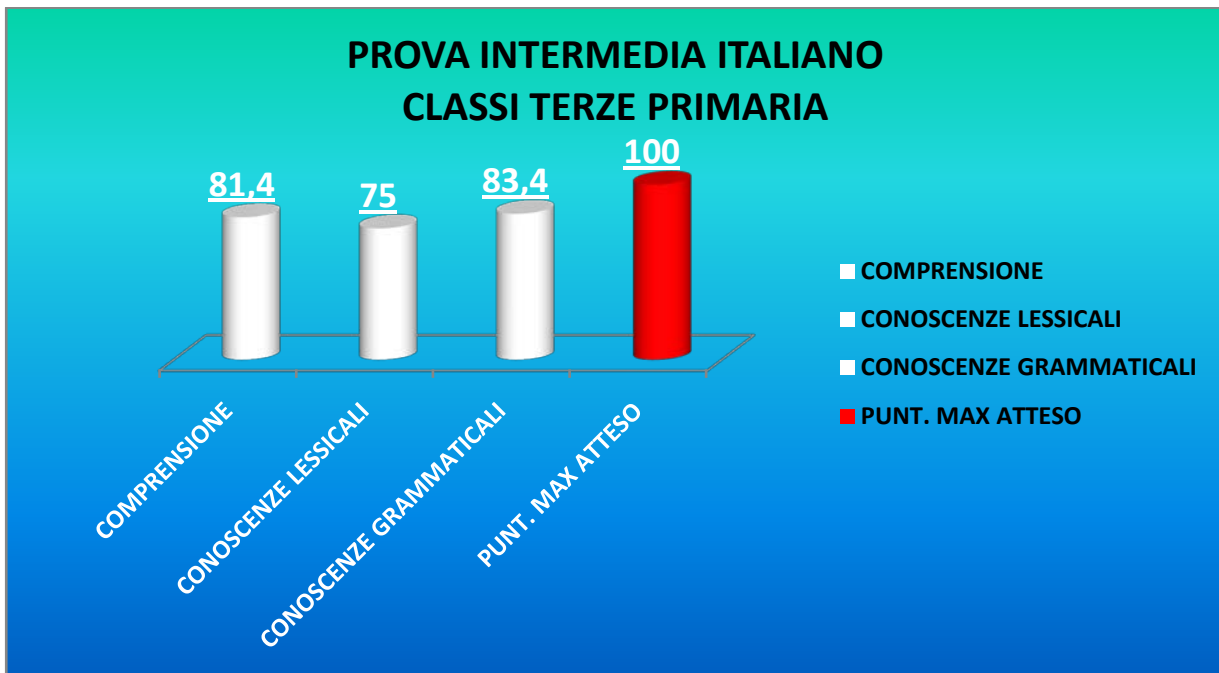 PROVA INTERMEDIA ITALIANO
CLASSI TERZE PRIMARIA
81,4
75
83,4
100
COMPRENSIONE
CONOSCENZE LESSICALI
CONOSCENZE GRAMMATICALI
PUNT. MAX ATTESO
COMPRENSIONE
CONOSCENZE LESSICALI
CONOSCENZE GRAMMATICALI
PUNT. MAX ATTESO